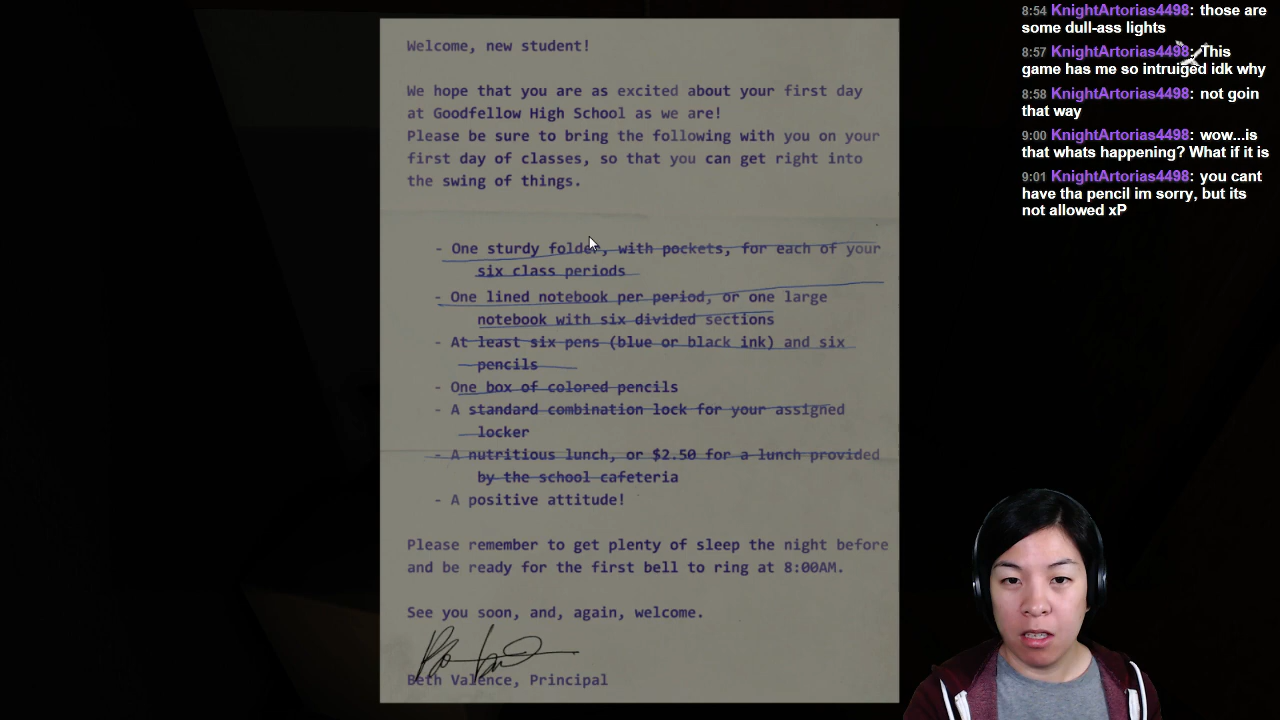 Welcome, new student!
We hope that you are as excited about your first day
at Goodfellow High School as we are!
Please be sure to bring the following with you on your
first day of classes, so that you can get right into
the swing of things.
- One sturdy folder, with pockets, for each of your
six class periods
- One lined notebook per period, or one large
notebook with six divided sections
- At least six pens (blue or black ink) and six
pencils
- One box of colored pencils
- A standard combination lock for your assigned
locker
- A nutritious lunch, or $2.50 for a lunch provided
by the school cafeteria
- A positive attitude!
Please remember to get plenty of sleep the night before
and be ready for the first bell to ring at 8:00AM.
See you soon, and, again, welcome.
Beth Valence, Principal
8:54 KnightArtorias4498: those are
some dull-ass lights
8:57 KnightArtorias4498: This
game has me so intruiged idk why
8:58 KnightArtorias4498: not goin
that way
9:00 KnightArtorias4498: wow...is
that whats happening? What if it is
9:01 KnightArtorias4498: you cant
have tha pencil im sorry, but its
not allowed xP